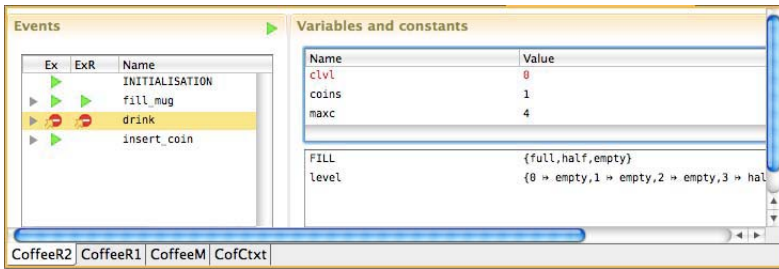 Events
Variables and constants
Ex ExR Name
INITIALISATION
fill_mug
drink
insert_coin
Name Value
clvl 0
coins 1
maxc 4
FILL {full,half,empty}
level {0 ↦ empty,1 ↦ empty,2 ↦ empty,3 ↦ hal
CoffeeR2 CoffeeR1 CoffeeM CofCtxt